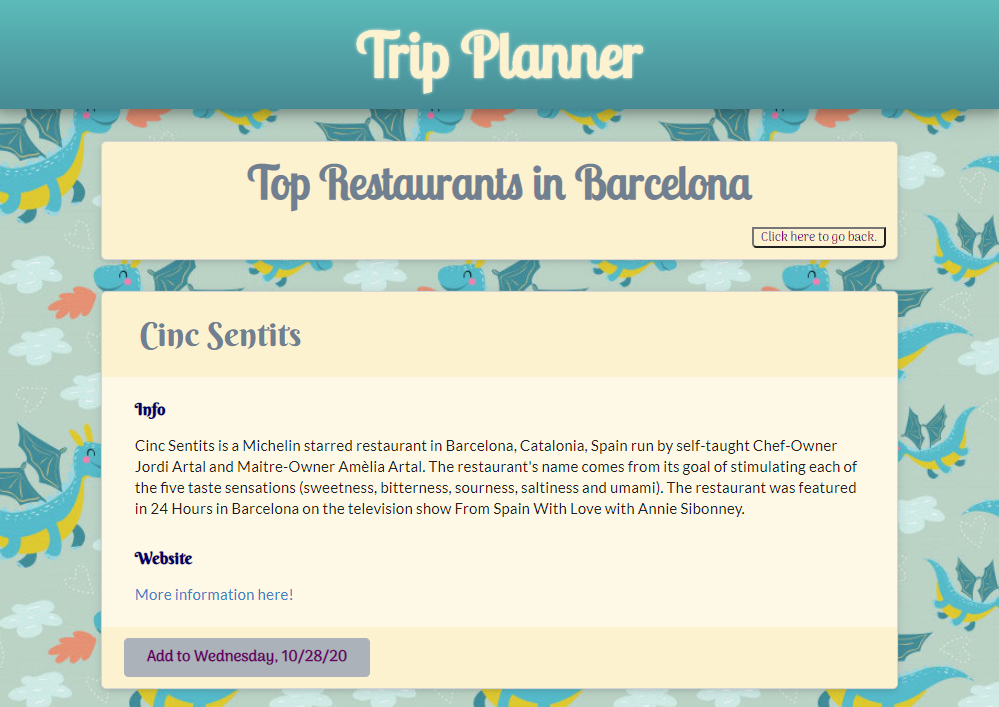 Trip Planner
Top Restaurants in Barcelona
Click here to go back.
Cinc Sentits
Info
Cinc Sentits is a Michelin starred restaurant in Barcelona, Catalonia, Spain run by self-taught Chef-Owner
Jordi Artal and Maitre-Owner Amèlia Artal. The restaurant's name comes from its goal of stimulating each of
the five taste sensations (sweetness, bitterness, sourness, saltiness and umami). The restaurant was featured
in 24 Hours in Barcelona on the television show From Spain With Love with Annie Sibonney.
Website
More information here!
Add to Wednesday, 10/28/20